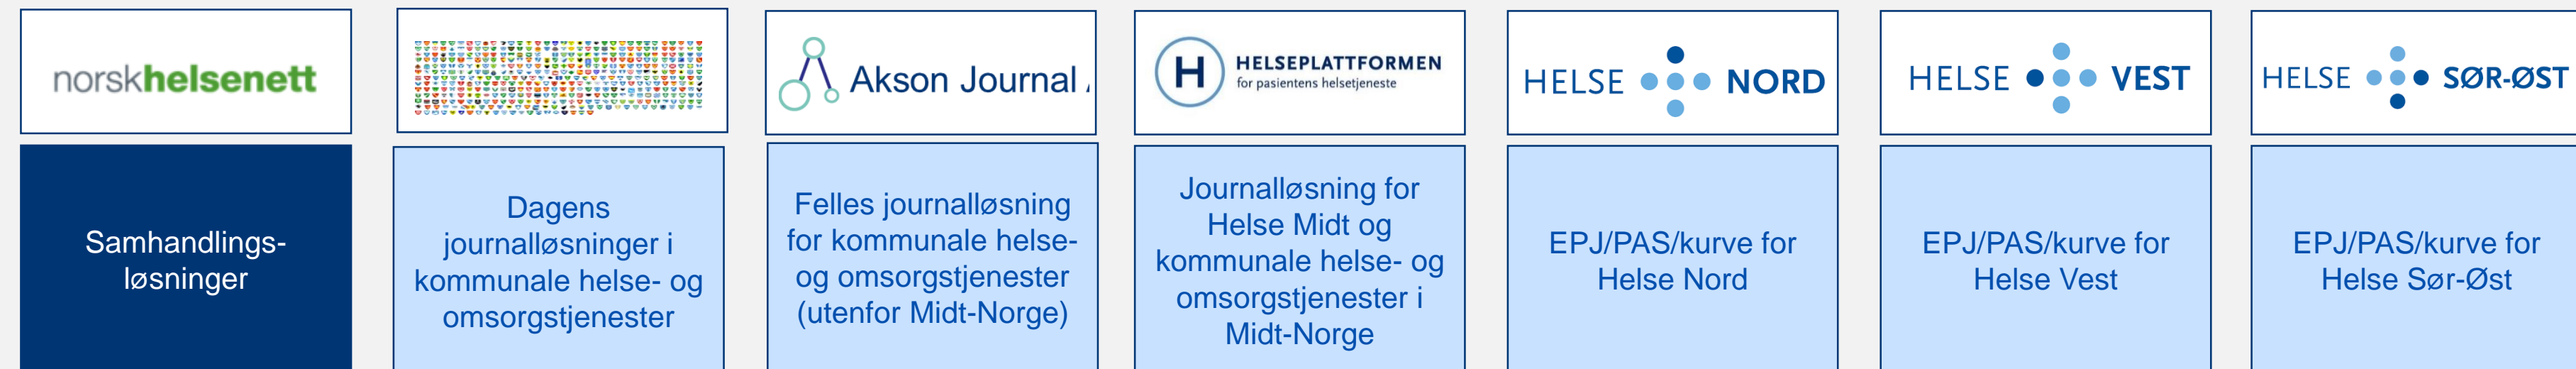 norskhelsenett
Akson Journal
HELSEPLATTFORMEN
for pasientens helsetjeneste
HELSE NORD
HELSE VEST
HELSE SØR-ØST
Samhandlings-
løsninger
Dagens
journalløsninger i
kommunale helse- og
omsorgstjenester
Felles journalløsning
for kommunale helse-
og omsorgstjenester
(utenfor Midt-Norge)
Journalløsning for
Helse Midt og
kommunale helse- og
omsorgstjenester i
Midt-Norge
EPJ/PAS/kurve for
Helse Nord
EPJ/PAS/kurve for
Helse Vest
EPJ/PAS/kurve for
Helse Sør-Øst